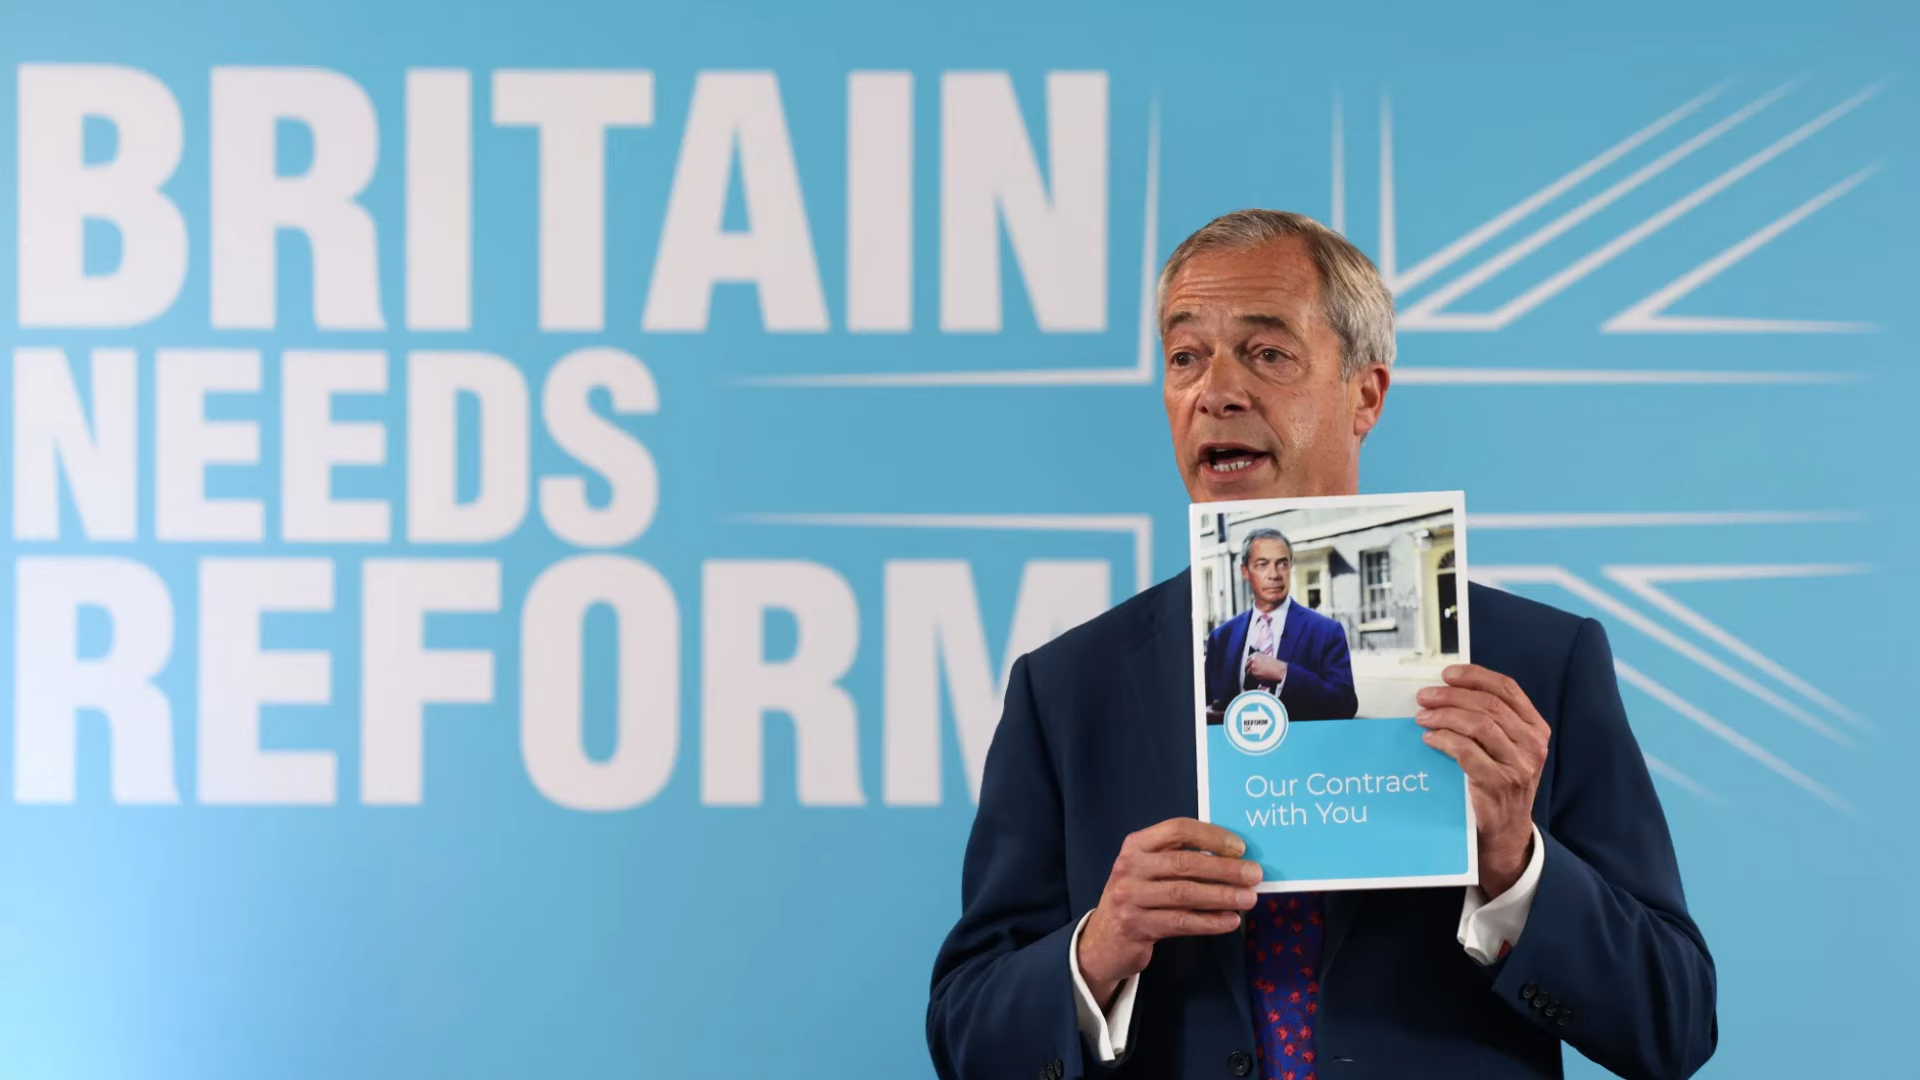 BRITAIN
NEEDS
REFORM
REFORM
UK
Our Contract
with You